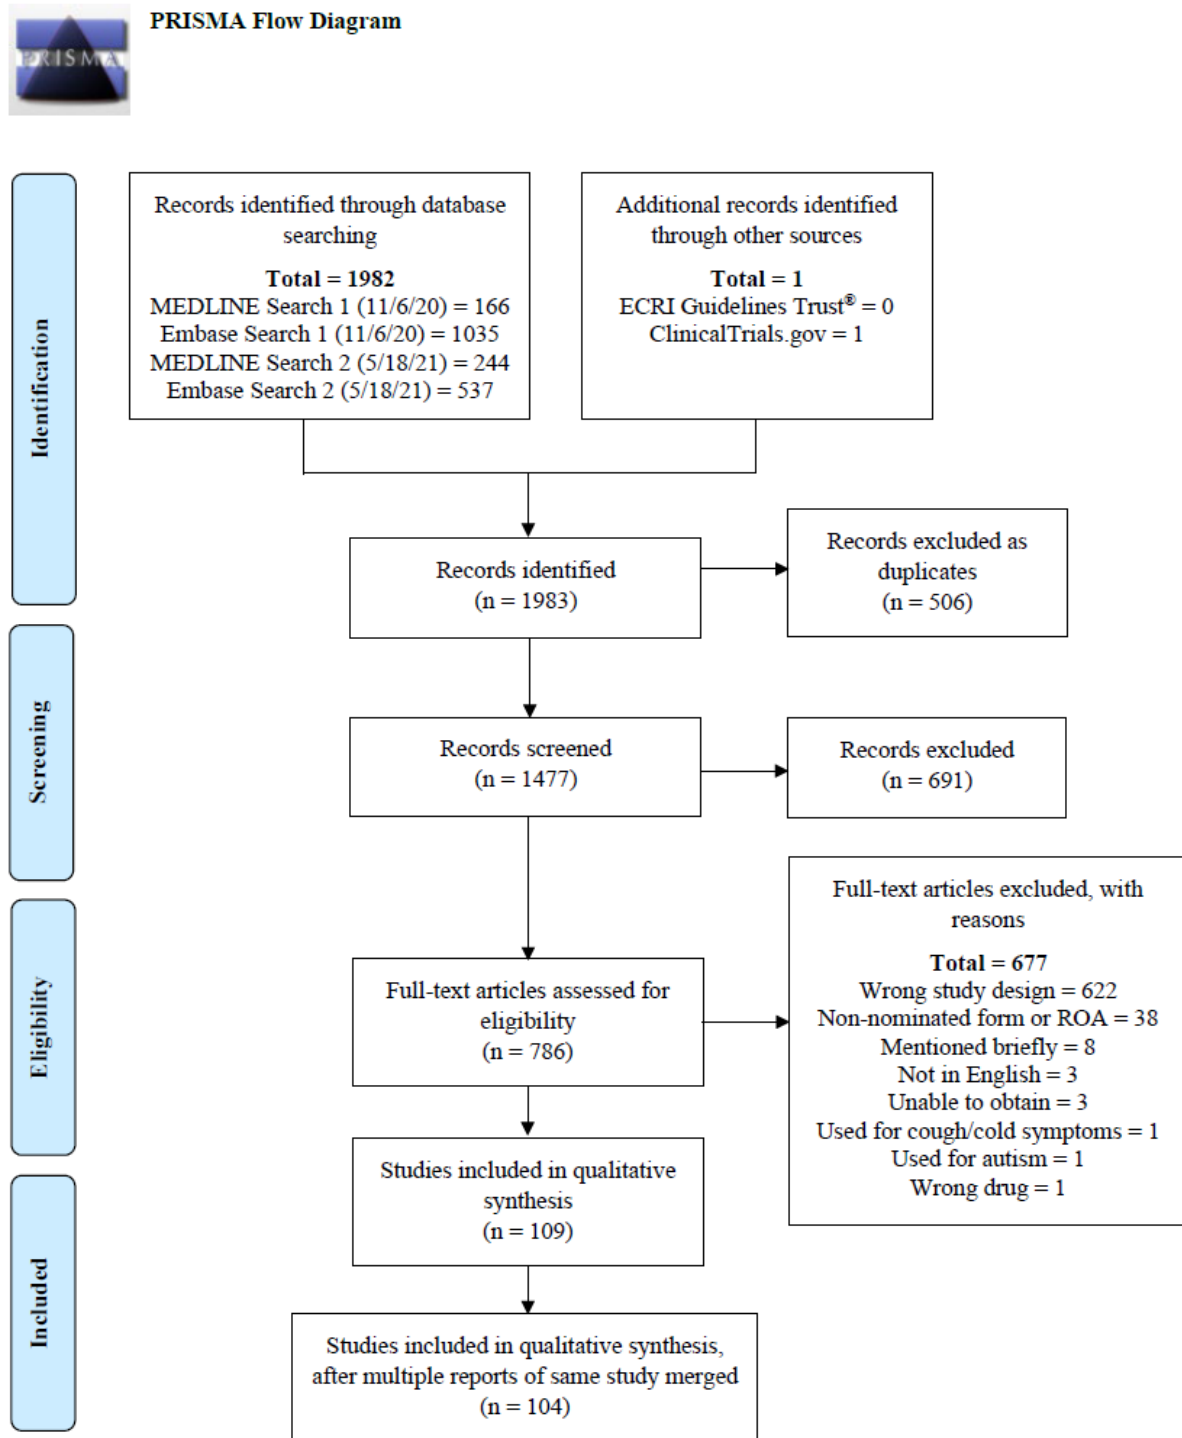 PRISMA
PRISMA Flow Diagram
Identification
Records identified through database
searching
Total = 1982
MEDLINE Search 1 (11/6/20) = 166
Embase Search 1 (11/6/20) = 1035
MEDLINE Search 2 (5/18/21) = 244
Embase Search 2 (5/18/21) = 537
Additional records identified
through other sources
Total = 1
ECRI Guidelines Trust® = 0
ClinicalTrials.gov = 1
Records identified
(n = 1983)
Records excluded as
duplicates
(n = 506)
Screening
Records screened
(n = 1477)
Records excluded
(n = 691)
Eligibility
Full-text articles assessed for
eligibility
(n = 786)
Full-text articles excluded, with
reasons
Total = 677
Wrong study design = 622
Non-nominated form or ROA = 38
Mentioned briefly = 8
Not in English = 3
Unable to obtain = 3
Used for cough/cold symptoms = 1
Used for autism = 1
Wrong drug = 1
Studies included in qualitative
synthesis
(n = 109)
Included
Studies included in qualitative synthesis,
after multiple reports of same study merged
(n = 104)